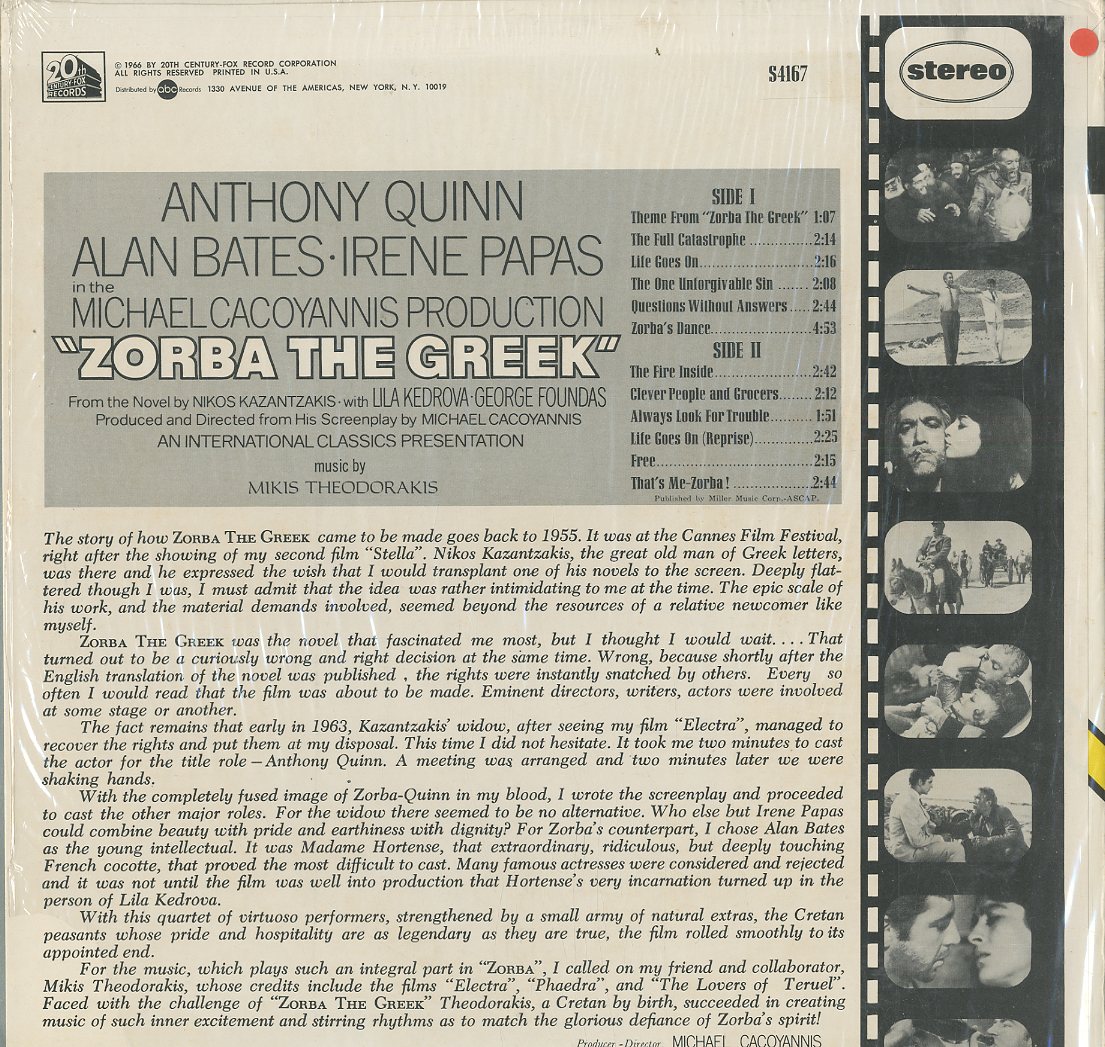 20th
CENTURY-FOX
RECORDS
© 1966 BY 20TH CENTURY-FOX RECORD CORPORATION
ALL RIGHTS RESERVED PRINTED IN U.S.A.
Distributed by abc Records 1330 AVENUE OF THE AMERICAS, NEW YORK, N. Y. 10019
S4167
stereo
ANTHONY QUINN
ALAN BATES·IRENE PAPAS
in the
MICHAEL CACOYANNIS PRODUCTION
"ZORBA THE GREEK"
From the Novel by NIKOS KAZANTZAKIS · with LILA KEDROVA · GEORGE FOUNDAS
Produced and Directed from His Screenplay by MICHAEL CACOYANNIS
AN INTERNATIONAL CLASSICS PRESENTATION
music by
MIKIS THEODORAKIS
SIDE I
Theme From "Zorba The Greek" 1:07
The Full Catastrophe ...............2:14
Life Goes On...........................2:16
The One Unforgivable Sin ....... 2:08
Questions Without Answers .....2:44
Zorba's Dance........................4:53
SIDE II
The Fire Inside.......................2:42
Clever People and Grocers........2:12
Always Look For Trouble..........1:51
Life Goes On (Reprise)..............2:25
Free......................................2:15
That's Me-Zorba! ...................2:44
Published by Miller Music Corp.-ASCAP.
The story of how ZORBA THE GREEK came to be made goes back to 1955. It was at the Cannes Film Festival,
right after the showing of my second film "Stella". Nikos Kazantzakis, the great old man of Greek letters,
was there and he expressed the wish that I would transplant one of his novels to the screen. Deeply flat-
tered though I was, I must admit that the idea was rather intimidating to me at the time. The epic scale of
his work, and the material demands involved, seemed beyond the resources of a relative newcomer like
myself.
ZORBA THE GREEK was the novel that fascinated me most, but I thought I would wait. . . . That
turned out to be a curiously wrong and right decision at the same time. Wrong, because shortly after the
English translation of the novel was published , the rights were instantly snatched by others. Every so
often I would read that the film was about to be made. Eminent directors, writers, actors were involved
at some stage or another.
The fact remains that early in 1963, Kazantzakis' widow, after seeing my film "Electra", managed to
recover the rights and put them at my disposal. This time I did not hesitate. It took me two minutes to cast
the actor for the title role — Anthony Quinn. A meeting was arranged and two minutes later we were
shaking hands.
With the completely fused image of Zorba-Quinn in my blood, I wrote the screenplay and proceeded
to cast the other major roles. For the widow there seemed to be no alternative. Who else but Irene Papas
could combine beauty with pride and earthiness with dignity? For Zorba's counterpart, I chose Alan Bates
as the young intellectual. It was Madame Hortense, that extraordinary, ridiculous, but deeply touching
French cocotte, that proved the most difficult to cast. Many famous actresses were considered and rejected
and it was not until the film was well into production that Hortense's very incarnation turned up in the
person of Lila Kedrova.
With this quartet of virtuoso performers, strengthened by a small army of natural extras, the Cretan
peasants whose pride and hospitality are as legendary as they are true, the film rolled smoothly to its
appointed end.
For the music, which plays such an integral part in "ZORBA", I called on my friend and collaborator,
Mikis Theodorakis, whose credits include the films "Electra", "Phaedra", and "The Lovers of Teruel".
Faced with the challenge of "ZORBA THE GREEK" Theodorakis, a Cretan by birth, succeeded in creating
music of such inner excitement and stirring rhythms as to match the glorious defiance of Zorba's spirit!
Producer - Director MICHAEL CACOYANNIS